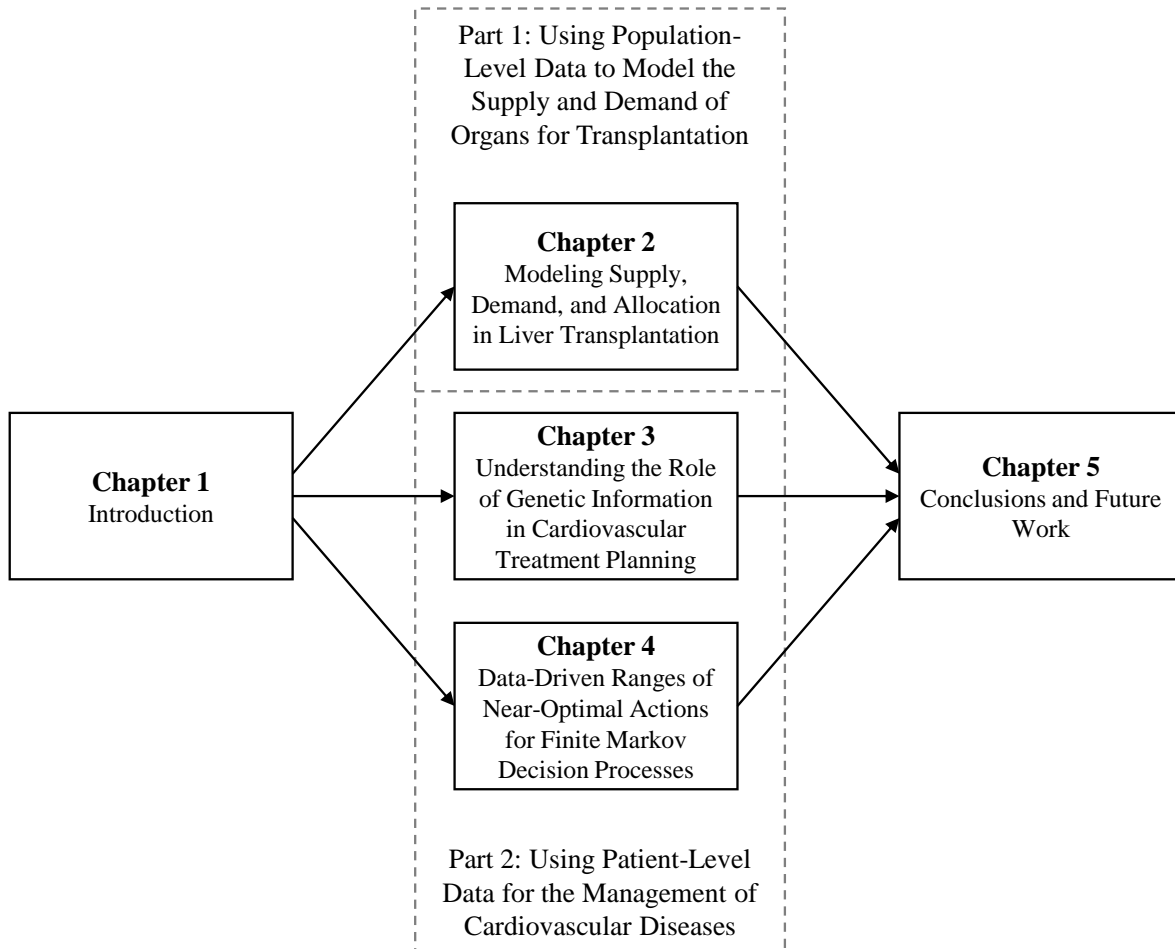 Part 1: Using Population-
Level Data to Model the
Supply and Demand of
Organs for Transplantation
Chapter 2
Modeling Supply,
Demand, and Allocation
in Liver Transplantation
Chapter 1
Introduction
Chapter 3
Understanding the Role
of Genetic Information
in Cardiovascular
Treatment Planning
Chapter 5
Conclusions and Future
Work
Chapter 4
Data-Driven Ranges of
Near-Optimal Actions
for Finite Markov
Decision Processes
Part 2: Using Patient-Level
Data for the Management of
Cardiovascular Diseases